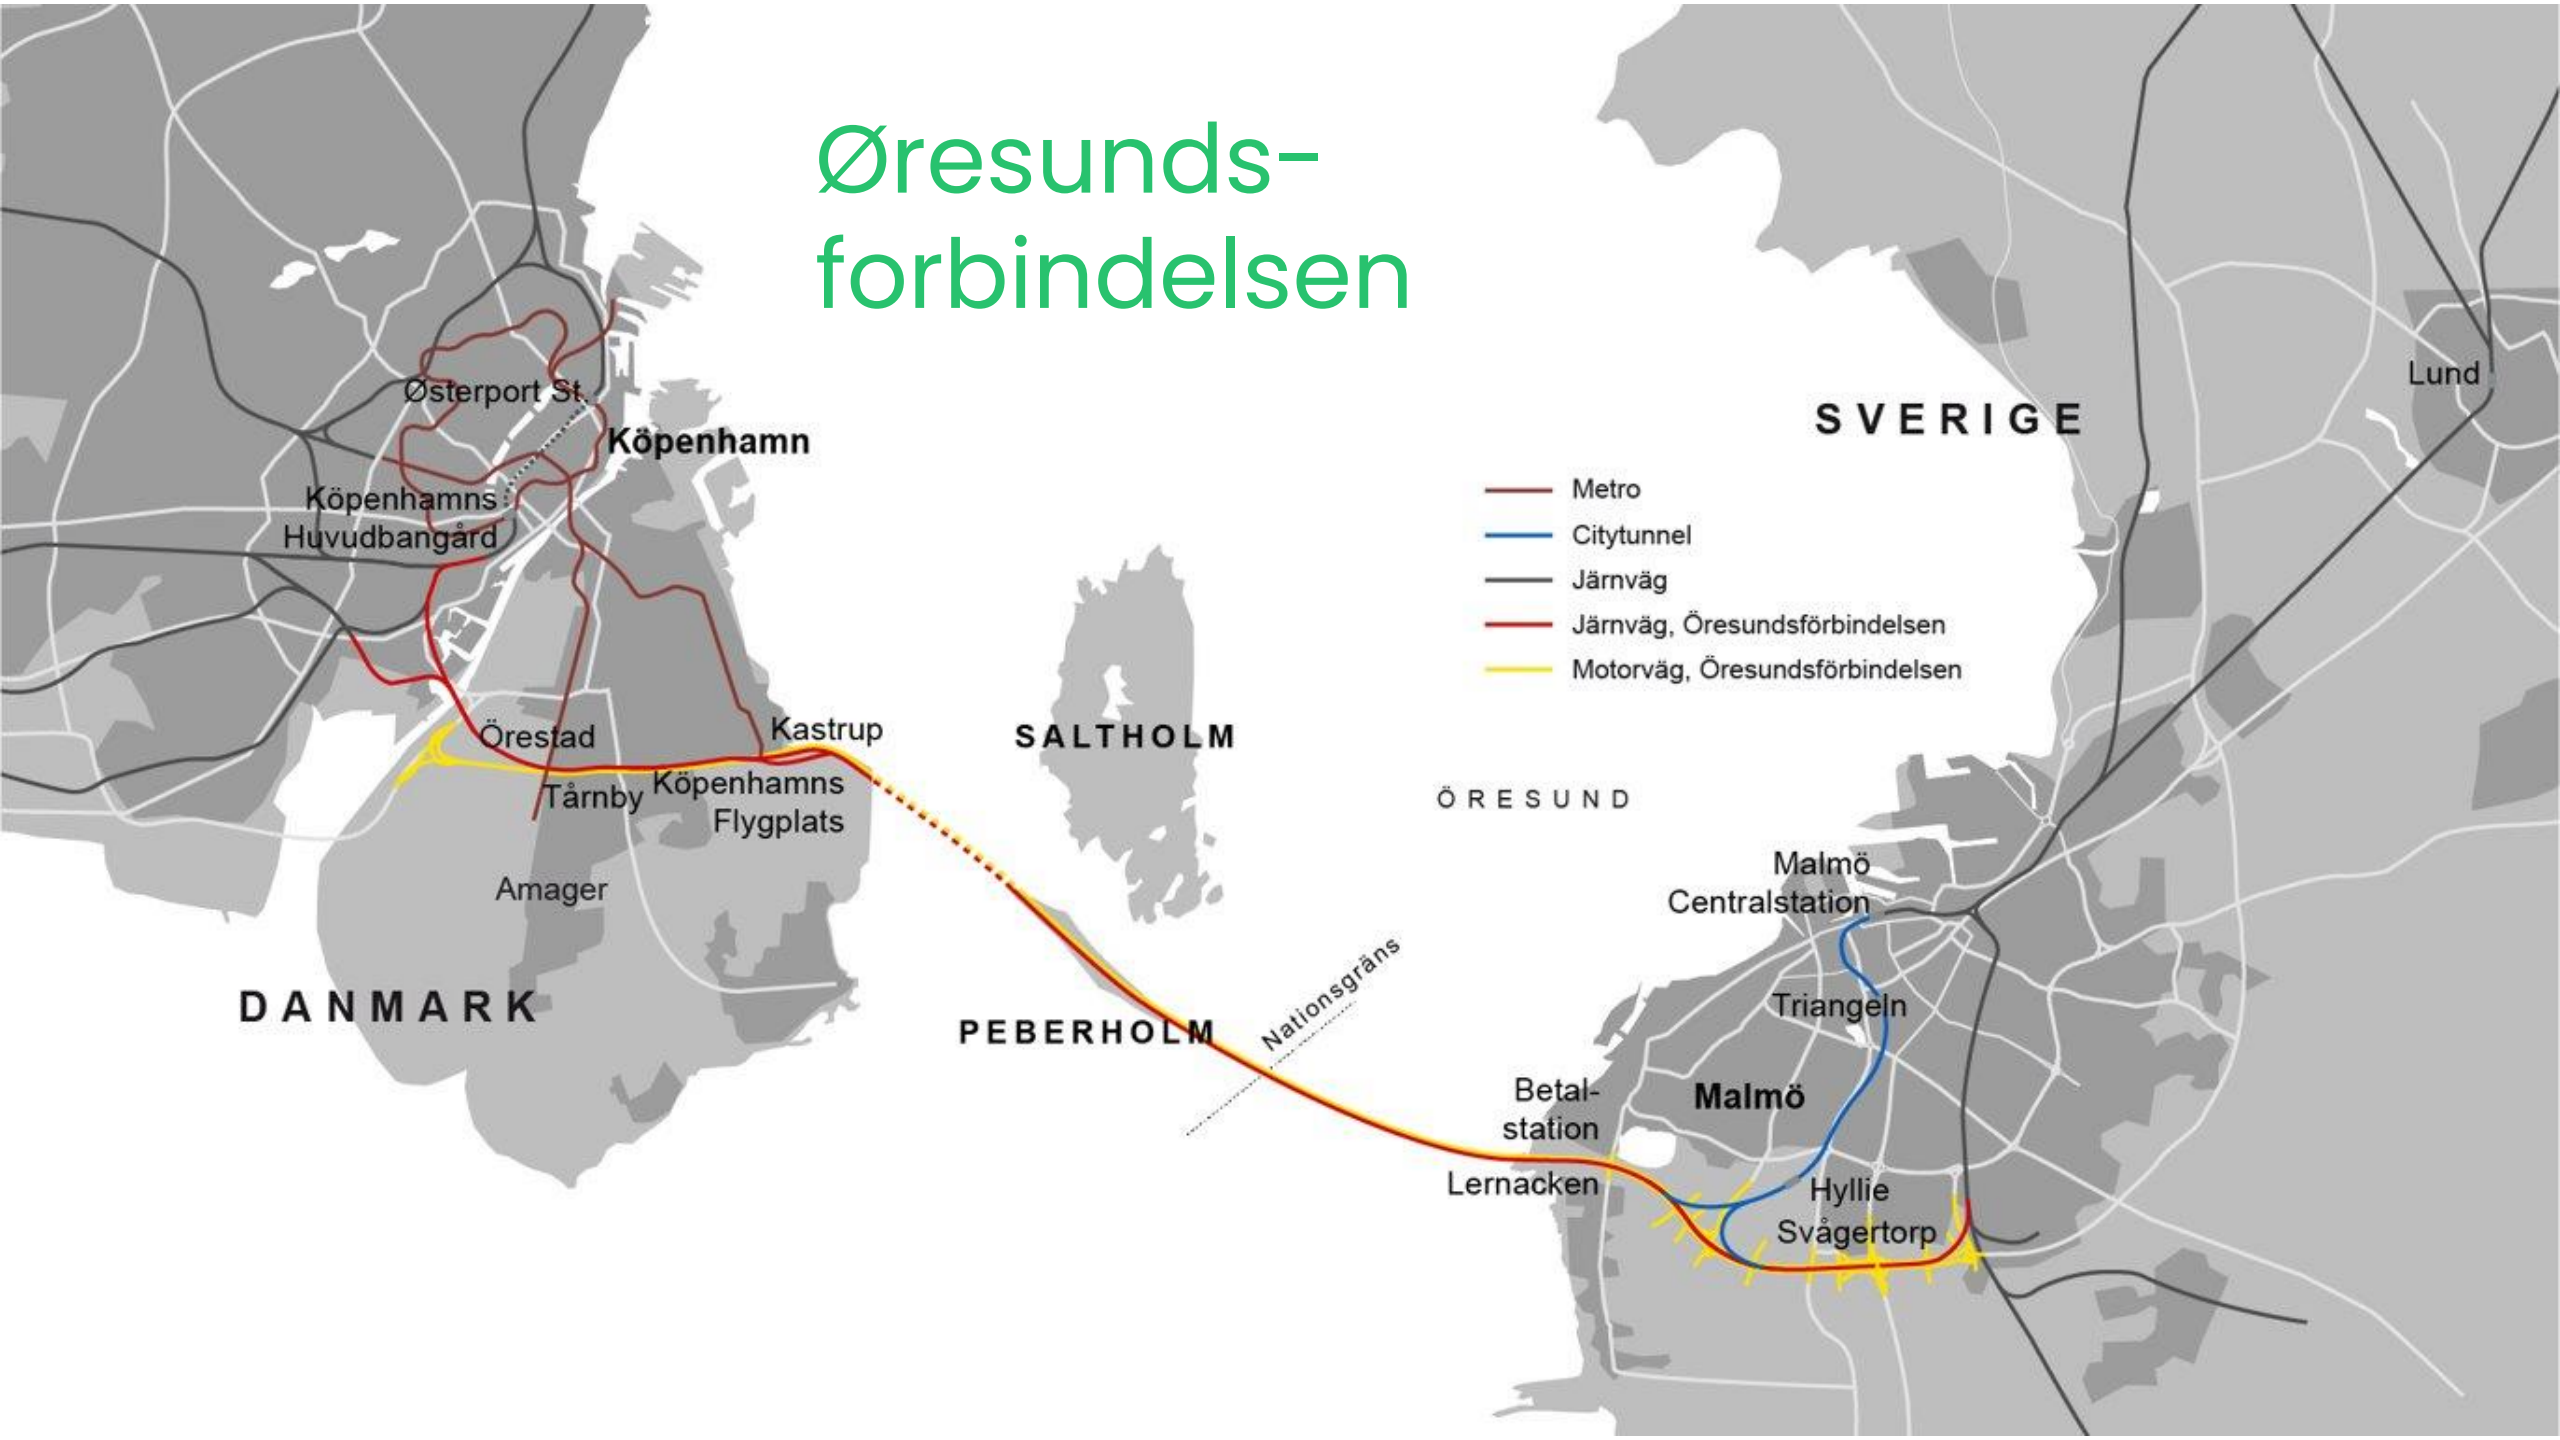 Øresunds-
forbindelsen
Østerport St.
Köpenhamn
Köpenhamns
Huvudbangård
Lund
SVERIGE
Metro
Citytunnel
Järnväg
Järnväg, Öresundsförbindelsen
Motorväg, Öresundsförbindelsen
Örestad
Kastrup
SALTHOLM
Tårnby
Köpenhamns
Flygplats
ÖRESUND
Amager
Malmö
Centralstation
DANMARK
PEBERHOLM
Nationsgräns
Triangeln
Betal-
station
Malmö
Lernacken
Hyllie
Svågertorp